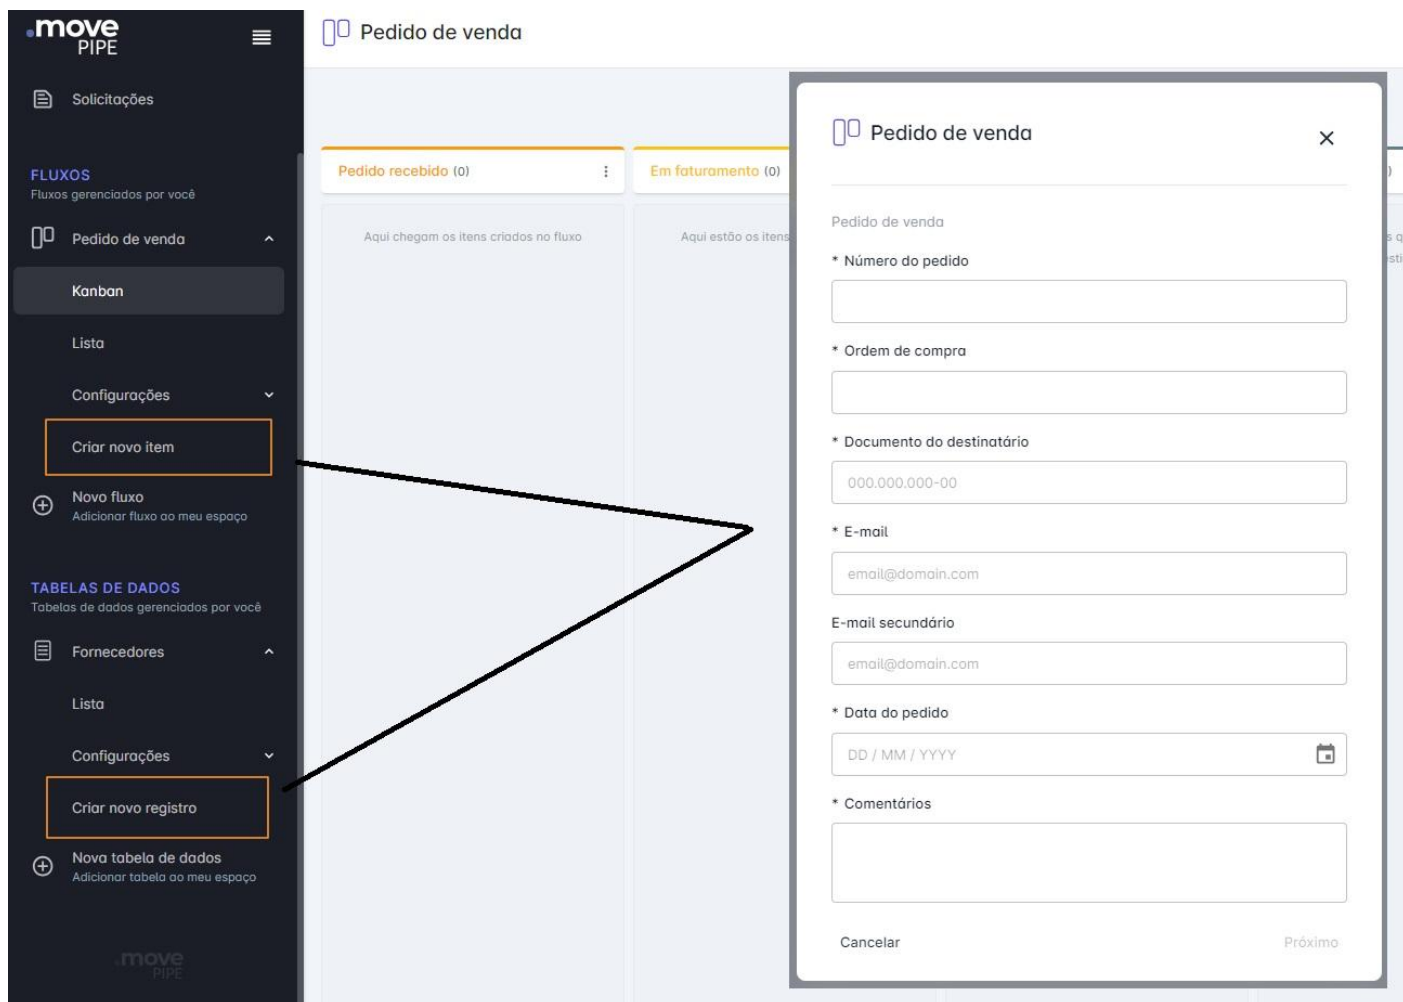 .move
PIPE
Pedido de venda
Solicitações
FLUXOS
Fluxos gerenciados por você
Pedido de venda
Kanban
Lista
Configurações
Criar novo item
Novo fluxo
Adicionar fluxo ao meu espaço
TABELAS DE DADOS
Tabelas de dados gerenciados por você
Fornecedores
Lista
Configurações
Criar novo registro
Nova tabela de dados
Adicionar tabela ao meu espaço
.move
PIPE
Pedido recebido (0)
Aqui chegam os itens criados no fluxo
Em faturamento (0)
Aqui estão os itens
Pedido de venda
Pedido de venda
* Número do pedido
* Ordem de compra
* Documento do destinatário
000.000.000-00
* E-mail
email@domain.com
E-mail secundário
email@domain.com
* Data do pedido
DD / MM / YYYY
* Comentários
Cancelar
Próximo